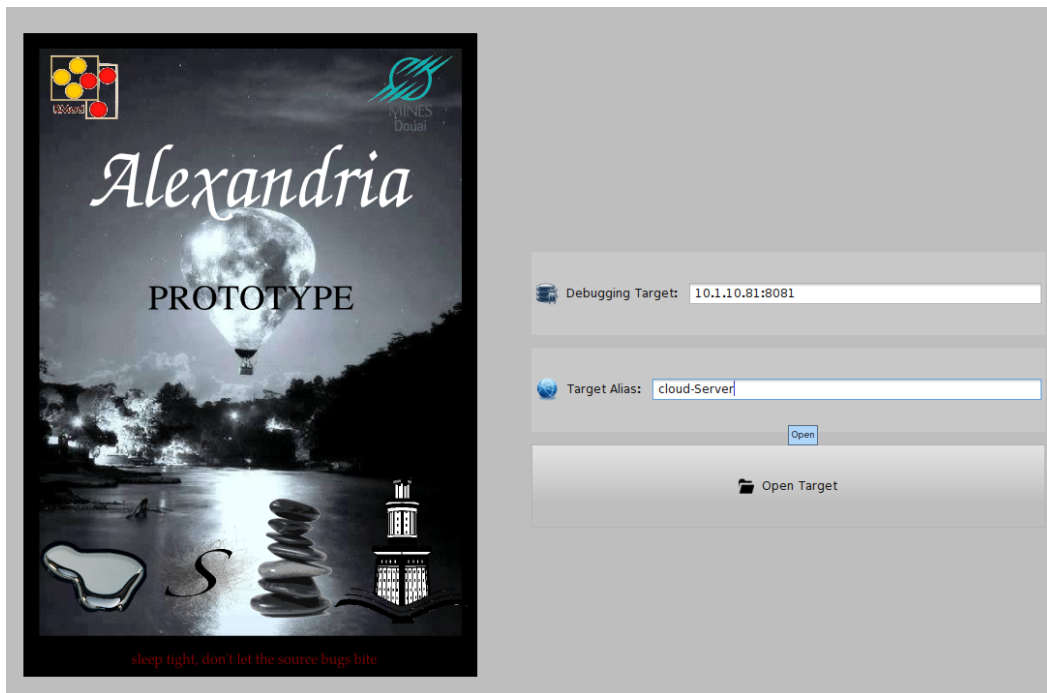 RMod
MINES
Douai
Alexandria
PROTOTYPE
S
sleep tight, don't let the source bugs bite
Debugging Target: 10.1.10.81:8081
Target Alias: cloud-Server
Open
Open Target